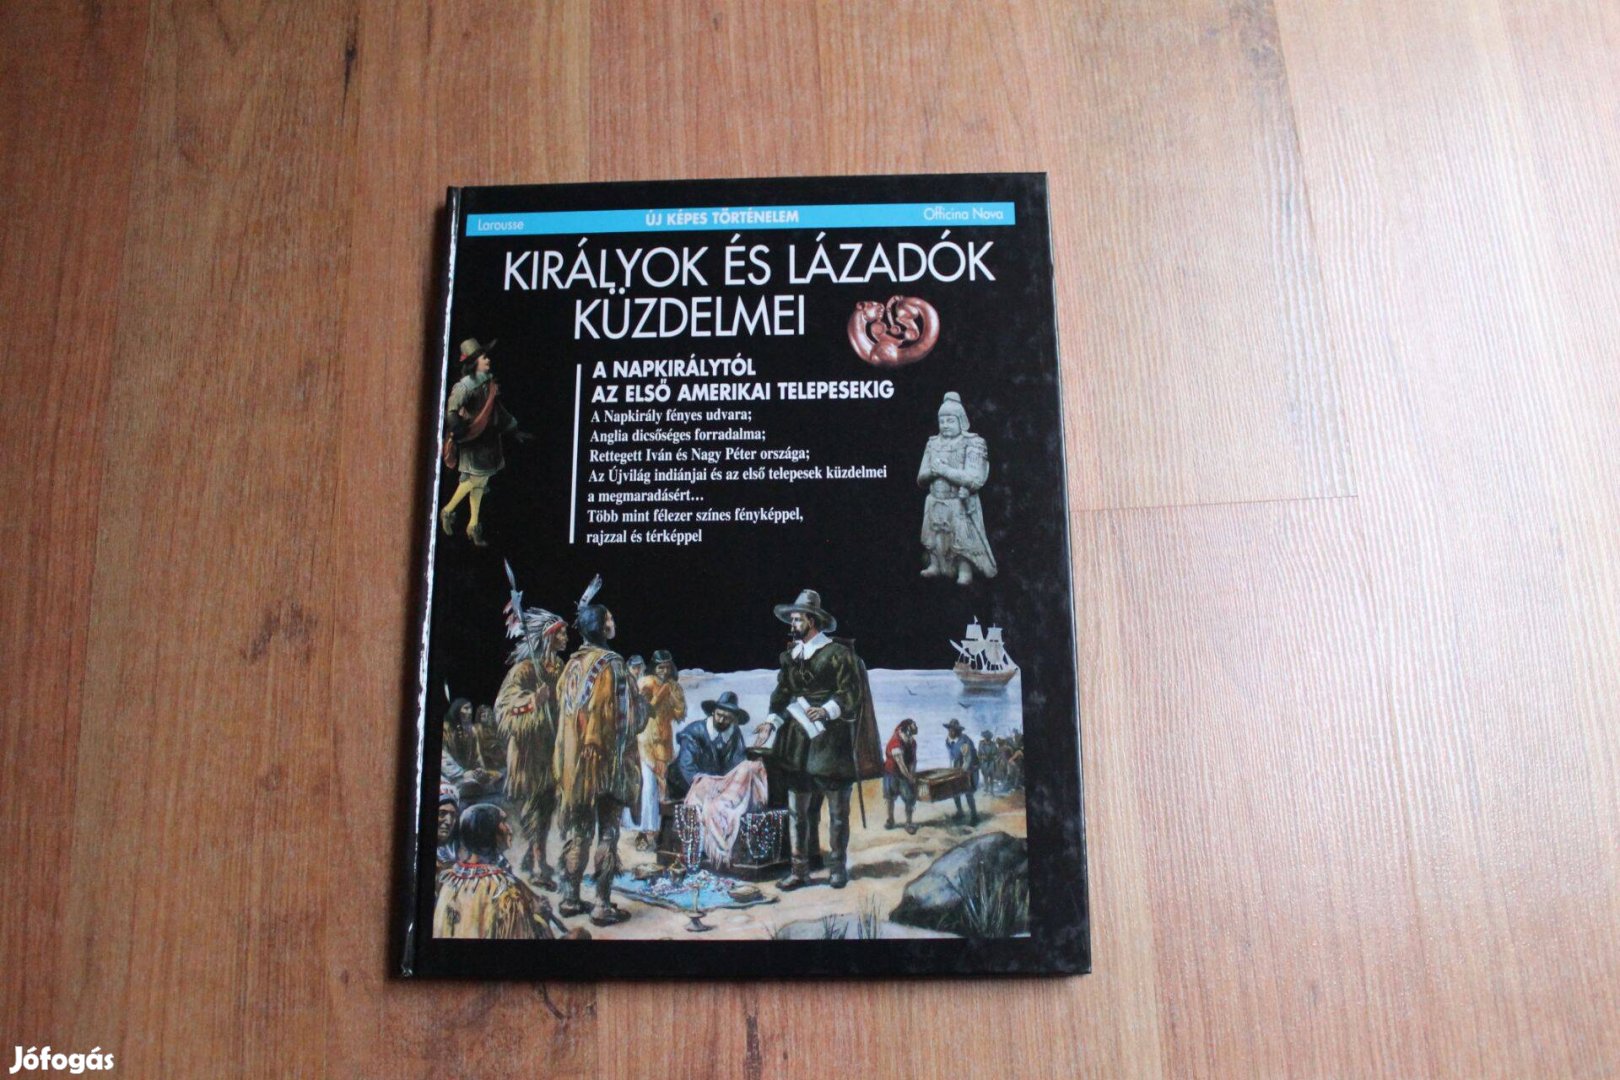 Larousse
ÚJ KÉPES TÖRTÉNELEM
Officina Nova
KIRÁLYOK ÉS LÁZADÓK
KÜZDELMEI
A NAPKIRÁLYTÓL
AZ ELSŐ AMERIKAI TELEPESEKIG
A Napkirály fényes udvara;
Anglia dicsőséges forradalma;
Rettegett Iván és Nagy Péter országa;
Az Újvilág indiánjai és az első telepesek küzdelmei
a megmaradásért...
Több mint félezer színes fényképpel,
rajzzal és térképpel
Jófogás